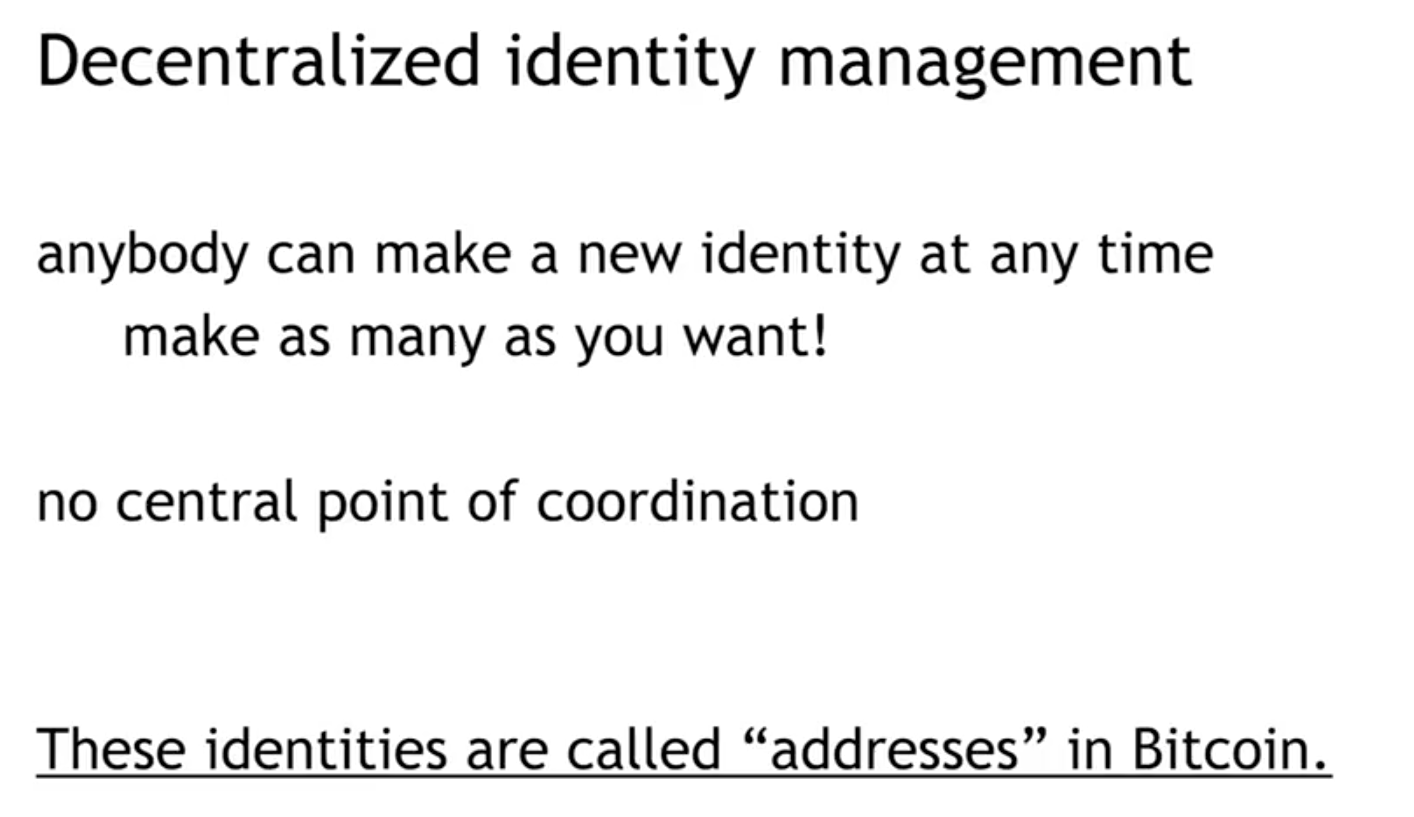 Decentralized identity management
anybody can make a new identity at any time
make as many as you want!
no central point of coordination
These identities are called “addresses” in Bitcoin.